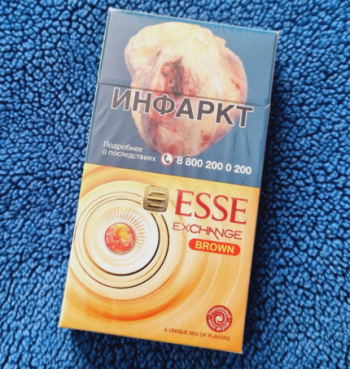 ИНФАРКТ
Подробнее
о последствиях 8 800 200 0 200
ESSE
EXCHANGE
BROWN
A UNIQUE MIX OF FLAVORS